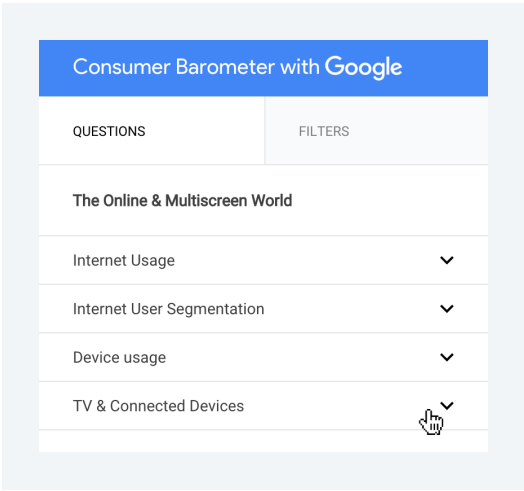 Consumer Barometer with Google
QUESTIONS
FILTERS
The Online & Multiscreen World
Internet Usage
Internet User Segmentation
Device usage
TV & Connected Devices